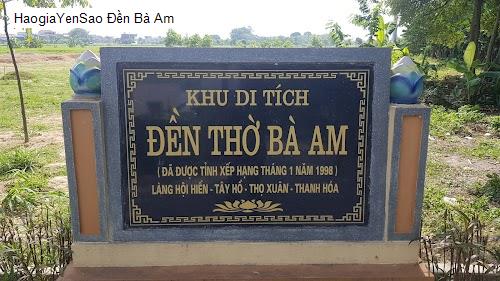 HaogiaYenSao Đền Bà Am
KHU DI TÍCH
ĐỀN THỜ BÀ AM
( ĐÃ ĐƯỢC TỈNH XẾP HẠNG THÁNG 1 NĂM 1998 )
LÀNG HỘI HIỀN - TÂY HỒ - THỌ XUÂN - THANH HÓA